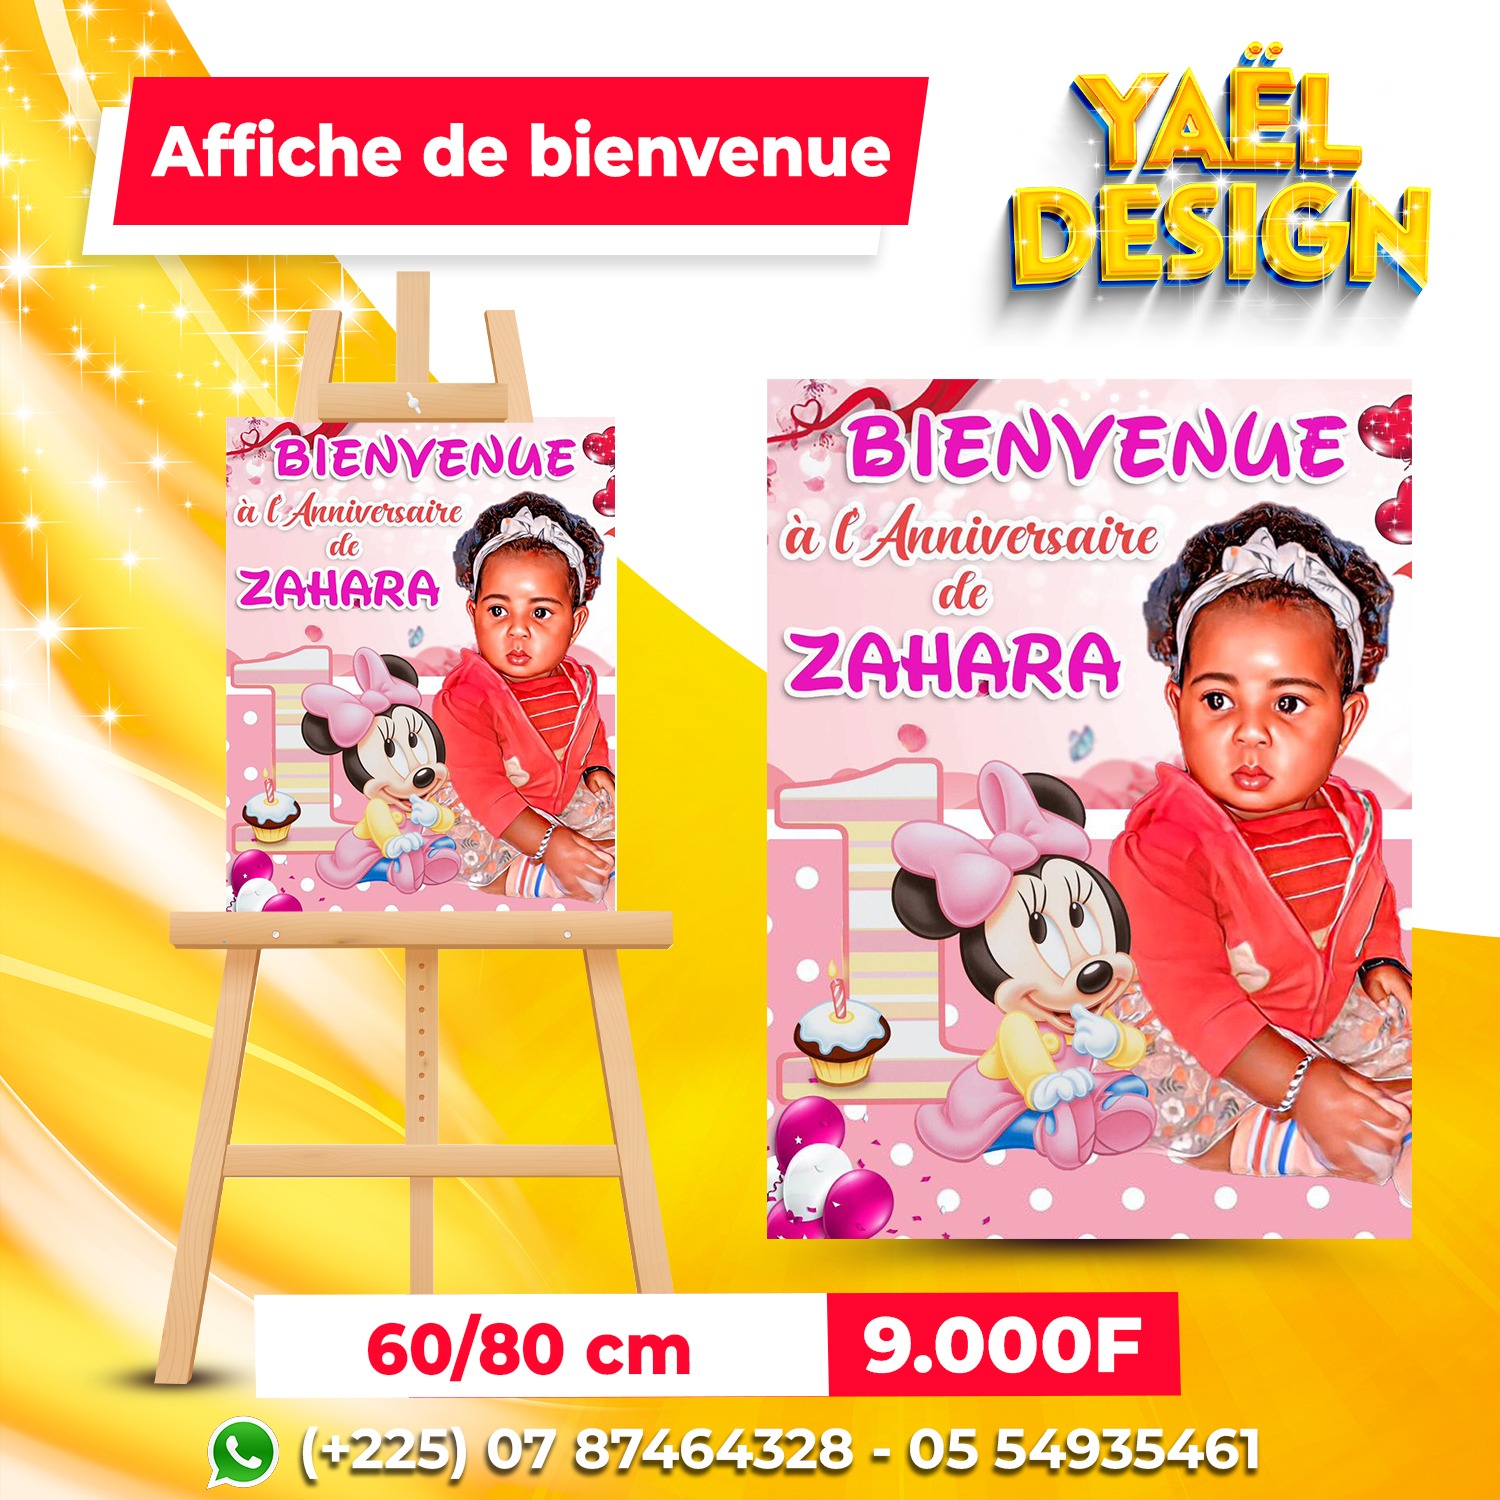 Affiche de bienvenue
YAËL
DESIGN
BIENVENUE
à l'Anniversaire
de
ZAHARA
BIENVENUE
à l'Anniversaire
de
ZAHARA
60/80 cm
9.000F
(+225) 07 87464328 - 05 54935461